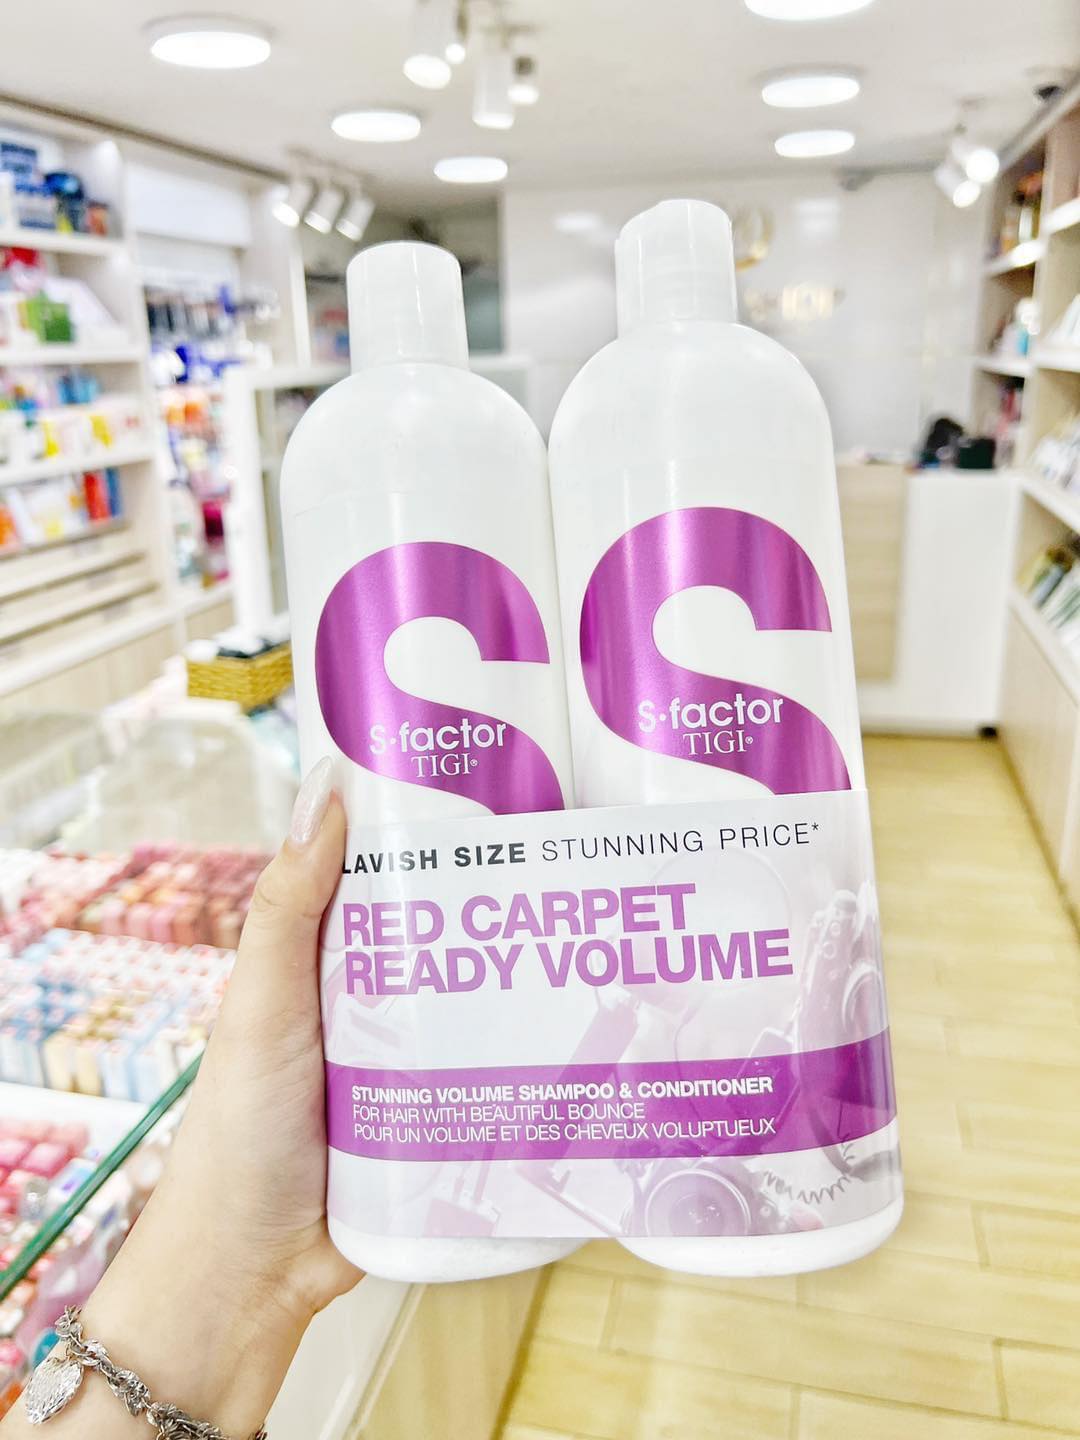 S·factor
TIGI®
S·factor
TIGI®
LAVISH SIZE STUNNING PRICE*
RED CARPET
READY VOLUME
STUNNING VOLUME SHAMPOO & CONDITIONER
FOR HAIR WITH BEAUTIFUL BOUNCE
POUR UN VOLUME ET DES CHEVEUX VOLUPTUEUX